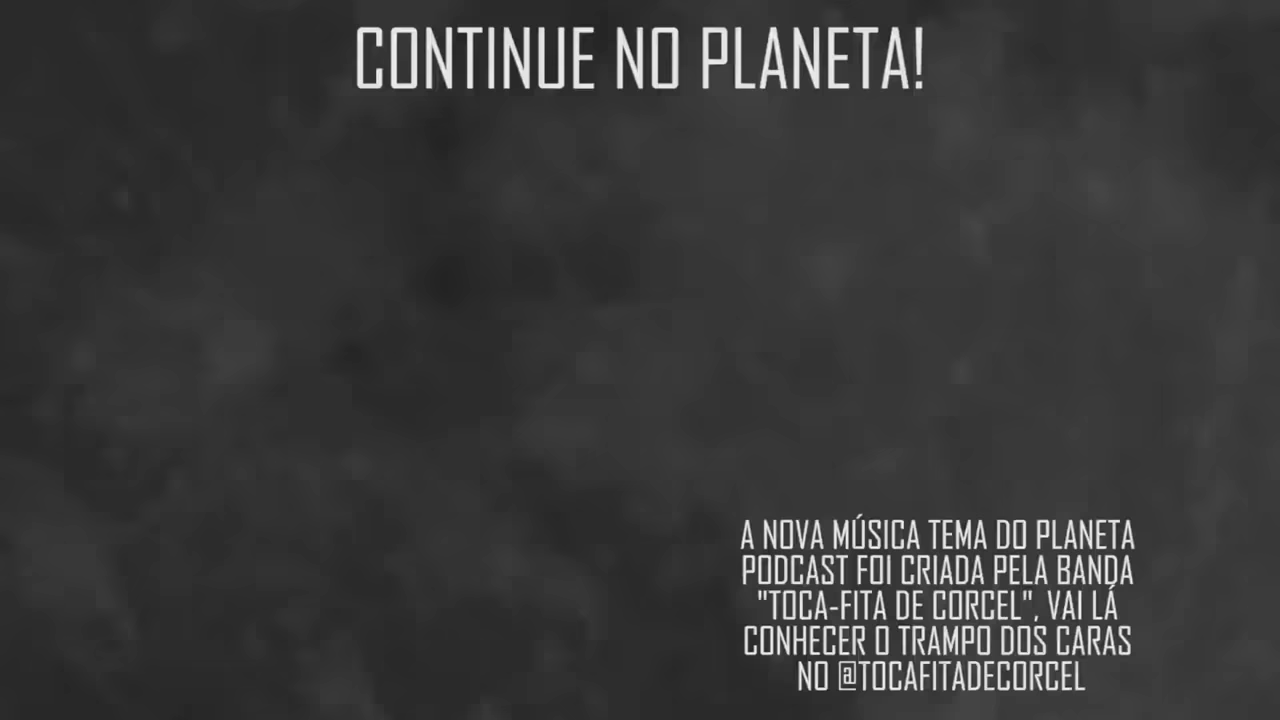 CONTINUE NO PLANETA!
A NOVA MÚSICA TEMA DO PLANETA
PODCAST FOI CRIADA PELA BANDA
"TOCA-FITA DE CORCEL", VAI LÁ
CONHECER O TRAMPO DOS CARAS
NO @TOCAFITADECORCEL